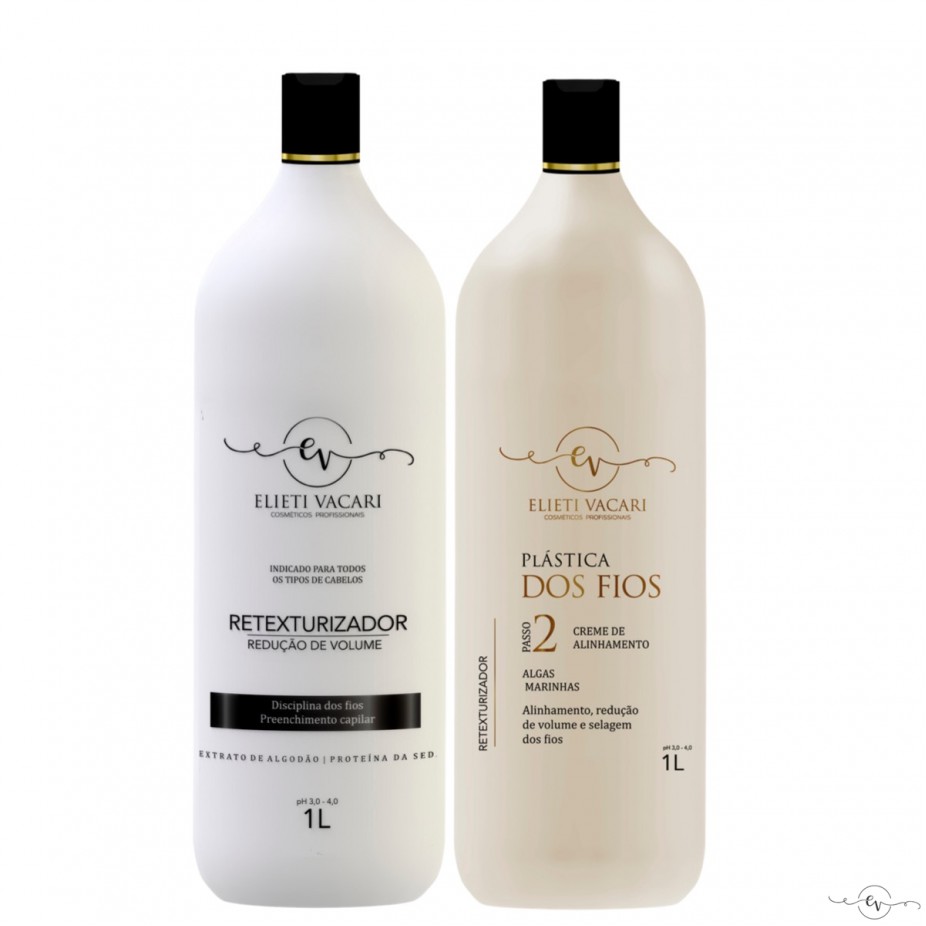 ev
ELIETI VACARI
COSMÉTICOS PROFISSIONAIS
INDICADO PARA TODOS
OS TIPOS DE CABELOS
RETEXTURIZADOR
REDUÇÃO DE VOLUME
Disciplina dos fios
Preenchimento capilar
EXTRATO DE ALGODÃO | PROTEÍNA DA SED.
pH 3,0 - 4,0
1L
ev
ELIETI VACARI
COSMÉTICOS PROFISSIONAIS
PLÁSTICA
DOS FIOS
PASSO 2
CREME DE
ALINHAMENTO
RETEXTURIZADOR
ALGAS
MARINHAS
Alinhamento, redução
de volume e selagem
dos fios
pH 3,0 - 4,0
1L
ev